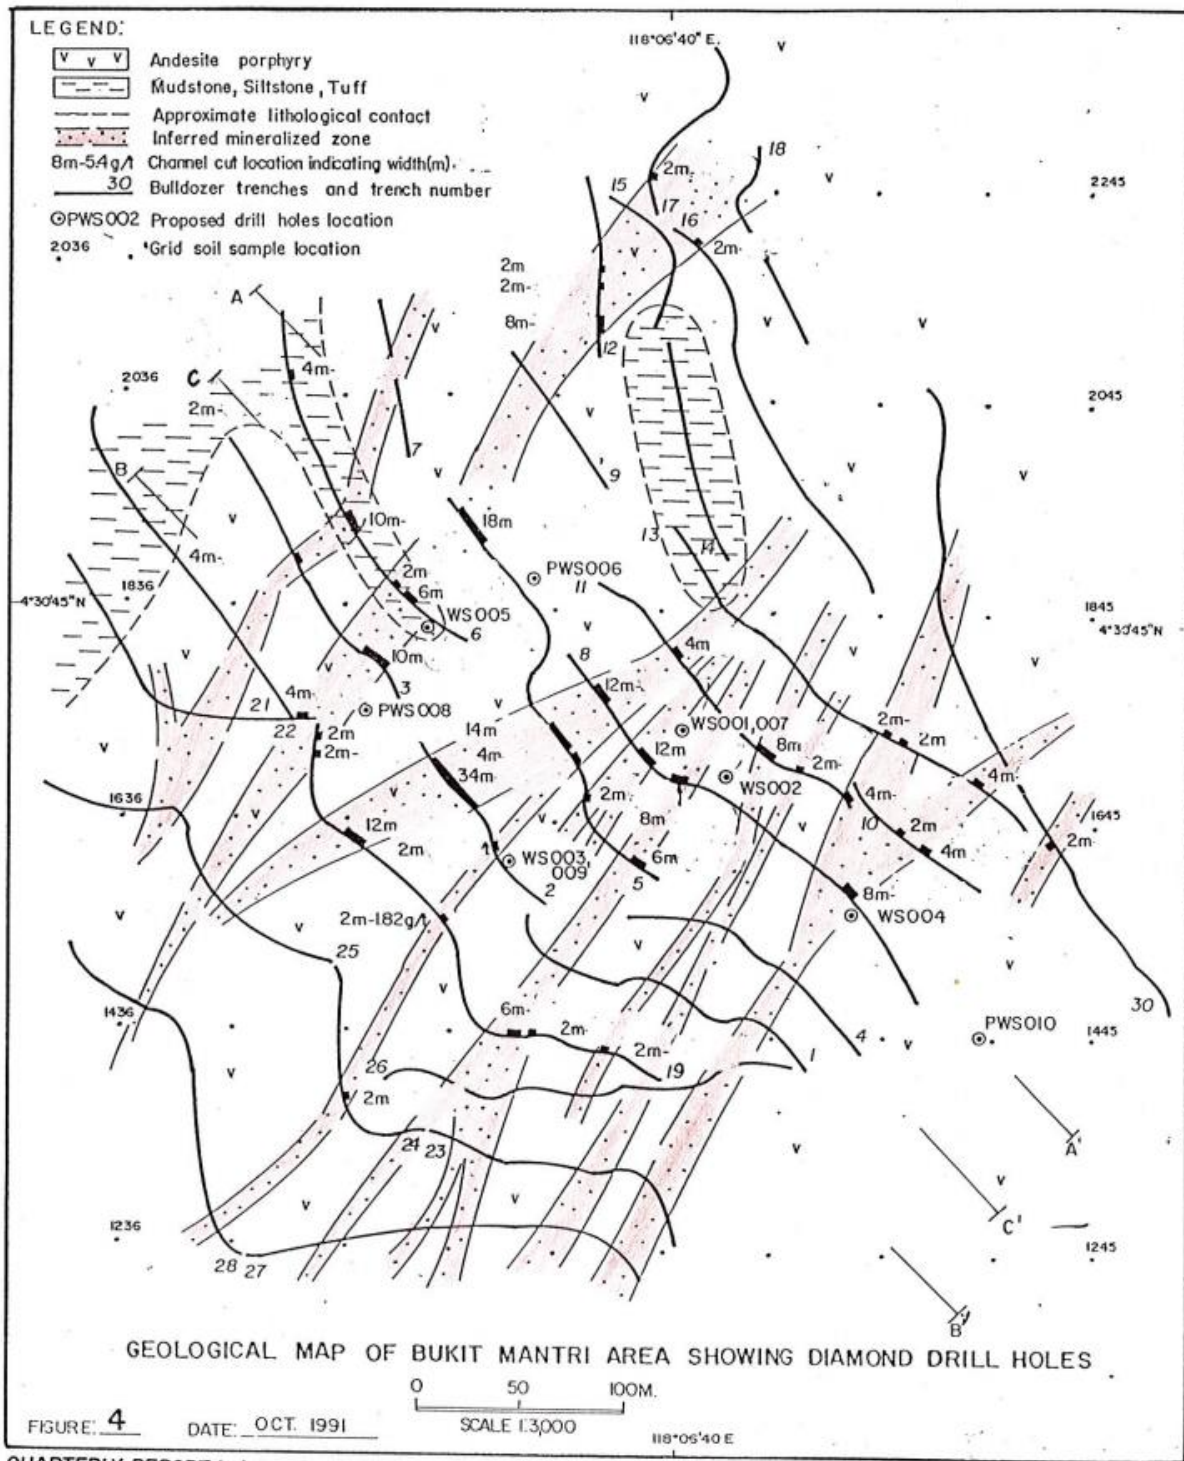 LEGEND:
v v v Andesite porphyry
Mudstone, Siltstone, Tuff
Approximate lithological contact
Inferred mineralized zone
8m-5.4g/t Channel cut location indicating width(m).
30 Bulldozer trenches and trench number
PWS002 Proposed drill holes location
2036 Grid soil sample location
118°06'40" E.
18
2m-
15
17
16
2245
2m-
2m
2m-
A
8m-
12
4m-
2036
C
2m-
2045
7
9
B
18m
10m-
13
14
4m-
PWS006
2m
11
1836
6m
4°30'45"N
WS005
1845
4°30'45"N
6
4m
8
10m
12m-
3
21
4m-
22
PWS008
14m
WS001,007
2m-
2m
2m
2m-
4m
12m
8m
2m-
34m-
WS002
4m-
1636
2m
4m-
10
2m
1645
12m
8m
2m-
2m
1
WS003,
009
6m
4m
5
2
8m-
2m-1.82g/t
WS004
25
30
1436
6m-
2m-
PWS010
1445
2m-
4
1
26
19
2m
24
23
A'
C'
1236
1245
28
27
B'
GEOLOGICAL MAP OF BUKIT MANTRI AREA SHOWING DIAMOND DRILL HOLES
0 50 100M.
SCALE 1:3,000
FIGURE: 4 DATE: OCT. 1991
118°06'40 E